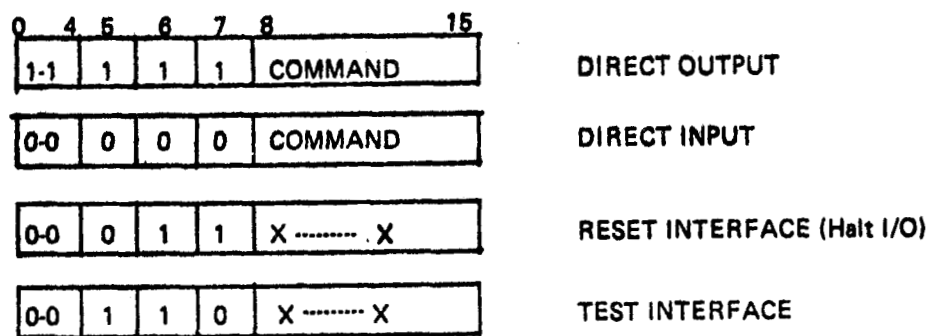 0 4 5 6 7 8 15
1-1 1 1 1 COMMAND DIRECT OUTPUT
0-0 0 0 0 COMMAND DIRECT INPUT
0-0 0 1 1 X --------- . X RESET INTERFACE (Halt I/O)
0-0 1 1 0 X --------- X TEST INTERFACE